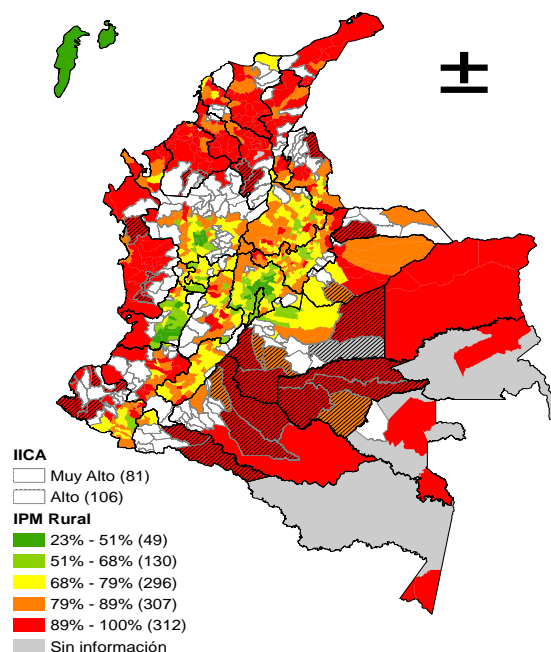 IICA
Muy Alto (81)
Alto (106)
IPM Rural
23% - 51% (49)
51% - 68% (130)
68% - 79% (296)
79% - 89% (307)
89% - 100% (312)
Sin información